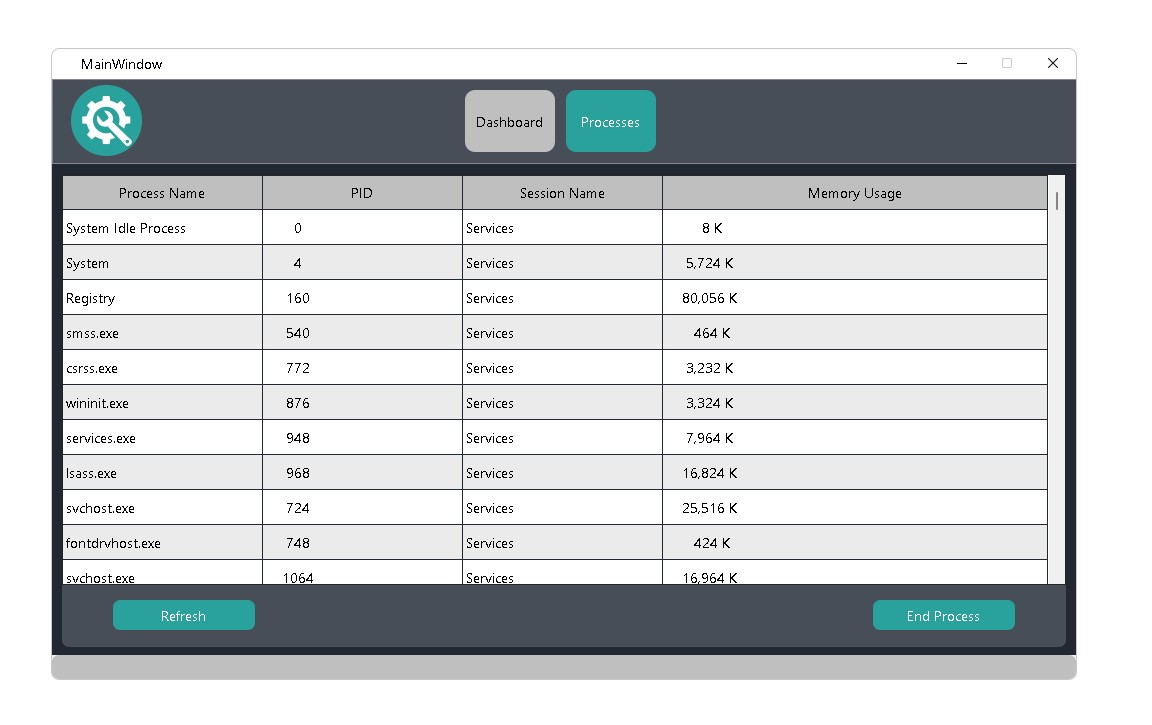 MainWindow
Dashboard Processes
Process Name PID Session Name Memory Usage
System Idle Process 0 Services 8 K
System 4 Services 5,724 K
Registry 160 Services 80,056 K
smss.exe 540 Services 464 K
csrss.exe 772 Services 3,232 K
wininit.exe 876 Services 3,324 K
services.exe 948 Services 7,964 K
lsass.exe 968 Services 16,824 K
svchost.exe 724 Services 25,516 K
fontdrvhost.exe 748 Services 424 K
svchost.exe 1064 Services 16,964 K
Refresh End Process